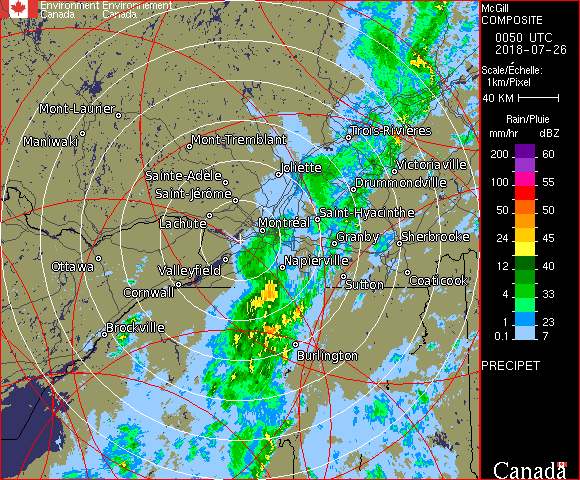 Environment Environnement
Canada Canada
McGill
COMPOSITE
0050 UTC
2018-07-26
Scale/Échelle:
1km/Pixel
40 KM
Rain/Pluie
mm/hr dBZ
200 60
100 55
50 50
24 45
12 40
4 33
1 23
0.1 7
PRECIPET
Canada
Mont-Laurier
Maniwaki
Mont-Tremblant
Trois-Rivières
Sainte-Adèle
Joliette
Victoriaville
Saint-Jérôme
Drummondville
Lachute
Saint-Hyacinthe
Montréal
Granby
Sherbrooke
Ottawa
Valleyfield
Napierville
Cornwall
Sutton
Coaticook
Brockville
Burlington